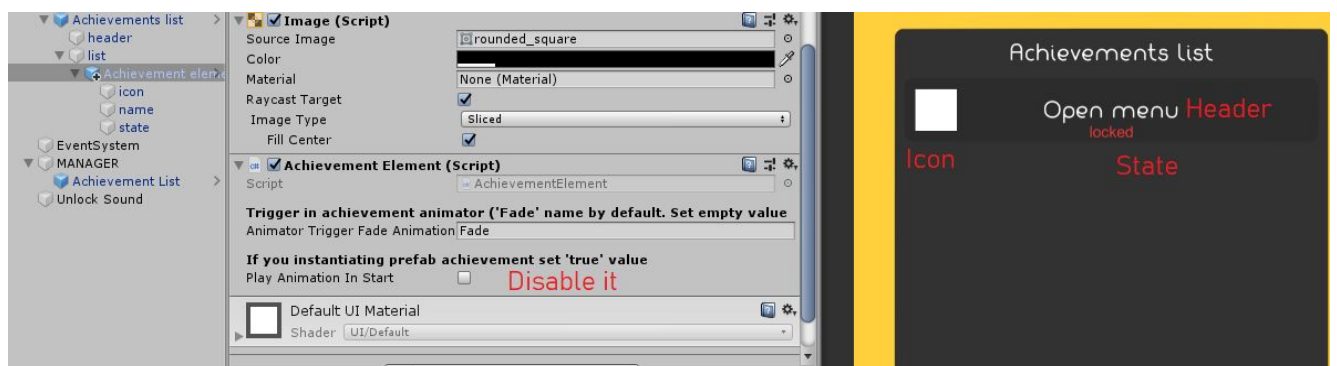 Achievements list
header
list
Achievement eleme
icon
name
state
EventSystem
MANAGER
Achievement List
Unlock Sound
Image (Script)
Source Image rounded_square
Color
Material None (Material)
Raycast Target
Image Type Sliced
Fill Center
Achievement Element (Script)
Script AchievementElement
Trigger in achievement animator ('Fade' name by default. Set empty value
Animator Trigger Fade Animation Fade
If you instantiating prefab achievement set 'true' value
Play Animation In Start Disable it
Default UI Material
Shader UI/Default
Achievements list
Open menu Header
locked
Icon State